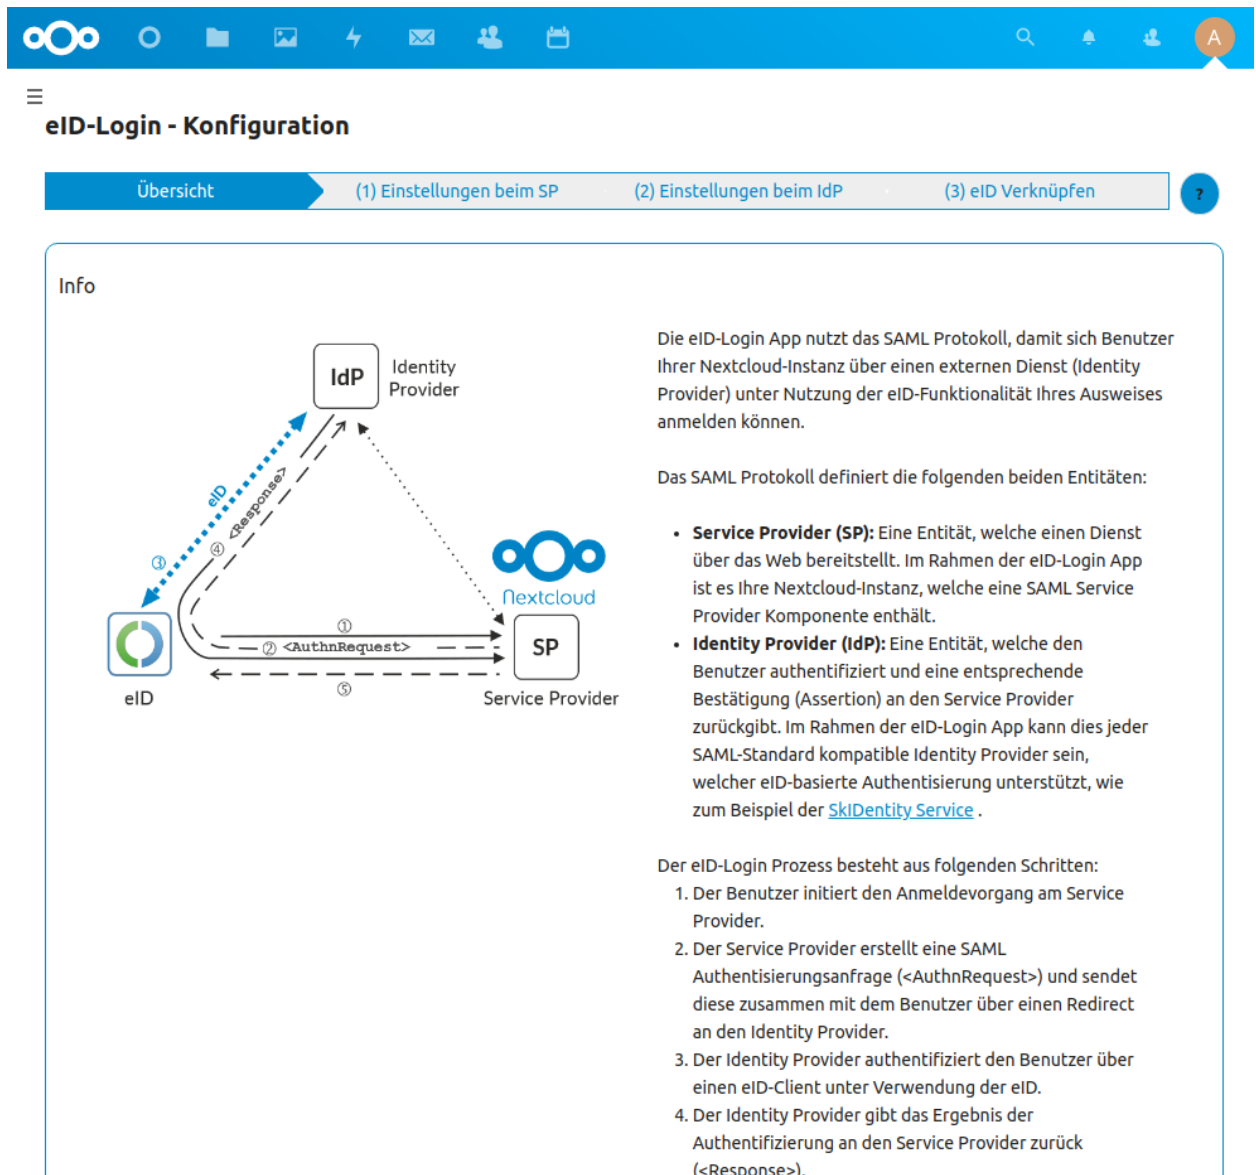 A
eID-Login - Konfiguration
Übersicht
(1) Einstellungen beim SP
(2) Einstellungen beim IdP
(3) eID Verknüpfen
?
Info
IdP
Identity
Provider
eID
<Response>
④
③
Nextcloud
①
② <AuthnRequest>
⑤
SP
eID
Service Provider
Die eID-Login App nutzt das SAML Protokoll, damit sich Benutzer
Ihrer Nextcloud-Instanz über einen externen Dienst (Identity
Provider) unter Nutzung der eID-Funktionalität Ihres Ausweises
anmelden können.
Das SAML Protokoll definiert die folgenden beiden Entitäten:
• Service Provider (SP): Eine Entität, welche einen Dienst
über das Web bereitstellt. Im Rahmen der eID-Login App
ist es Ihre Nextcloud-Instanz, welche eine SAML Service
Provider Komponente enthält.
• Identity Provider (IdP): Eine Entität, welche den
Benutzer authentifiziert und eine entsprechende
Bestätigung (Assertion) an den Service Provider
zurückgibt. Im Rahmen der eID-Login App kann dies jeder
SAML-Standard kompatible Identity Provider sein,
welcher eID-basierte Authentisierung unterstützt, wie
zum Beispiel der SkIDentity Service .
Der eID-Login Prozess besteht aus folgenden Schritten:
1. Der Benutzer initiert den Anmeldevorgang am Service
Provider.
2. Der Service Provider erstellt eine SAML
Authentisierungsanfrage (<AuthnRequest>) und sendet
diese zusammen mit dem Benutzer über einen Redirect
an den Identity Provider.
3. Der Identity Provider authentifiziert den Benutzer über
einen eID-Client unter Verwendung der eID.
4. Der Identity Provider gibt das Ergebnis der
Authentifizierung an den Service Provider zurück
(<Response>).